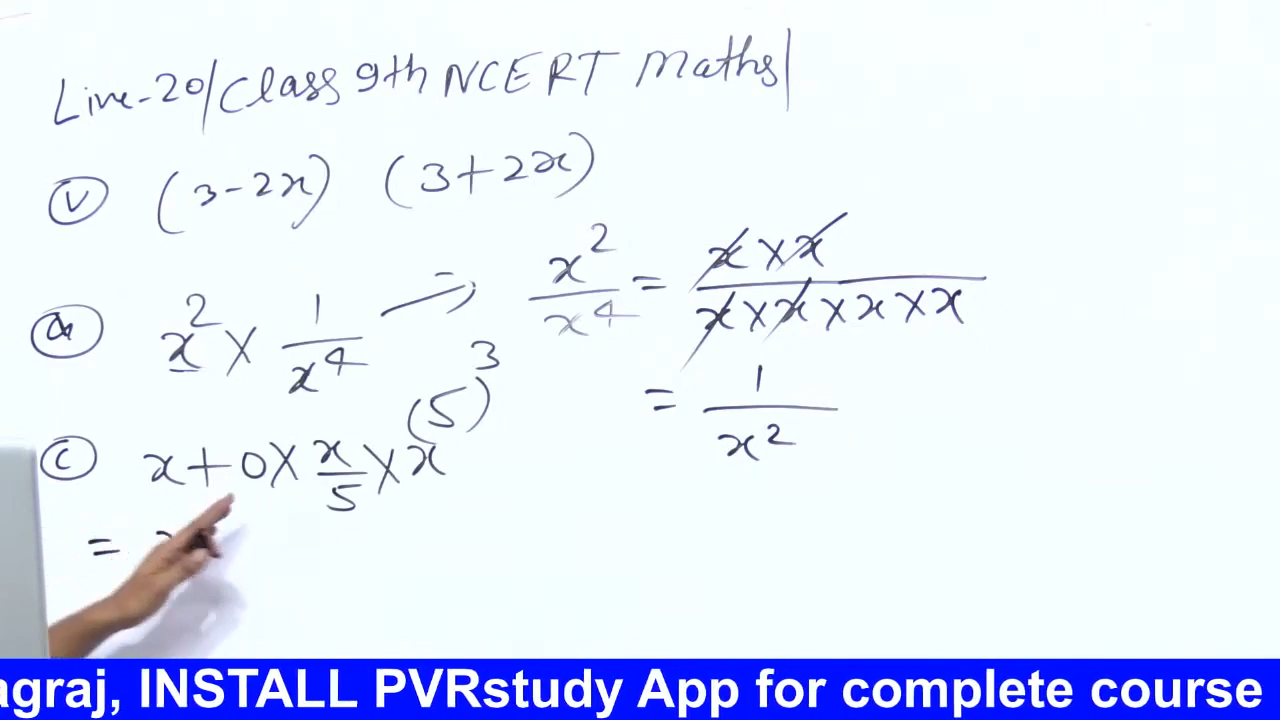 Live-20/Class 9th NCERT Maths/
(v) (3-2x) (3+2x)
(a) x² × 1/x⁴ → x²/x⁴ = x × x / x × x × x × x
= 1/x²
(c) x+0× x/5 × x^(5)³
=
agraj, INSTALL PVRstudy App for complete course